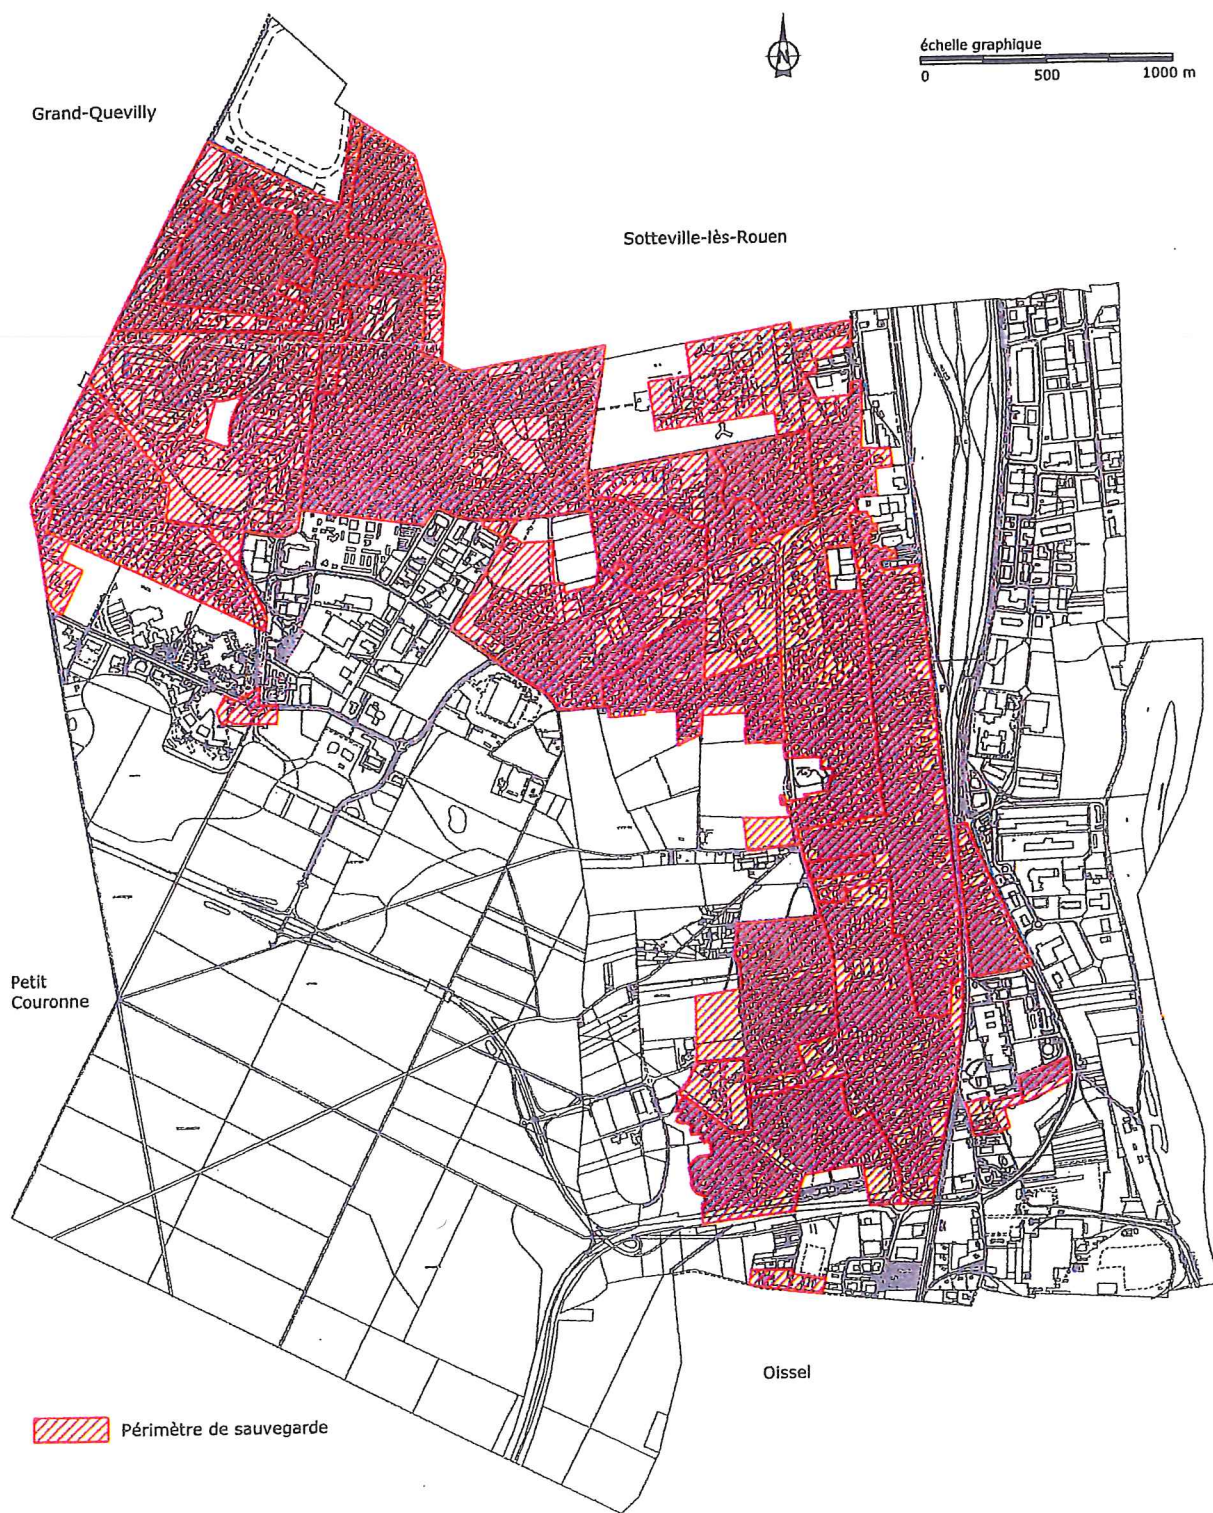 échelle graphique
0 500 1000 m
N
Grand-Quevilly
Sotteville-lès-Rouen
Petit
Couronne
Oissel
Périmètre de sauvegarde